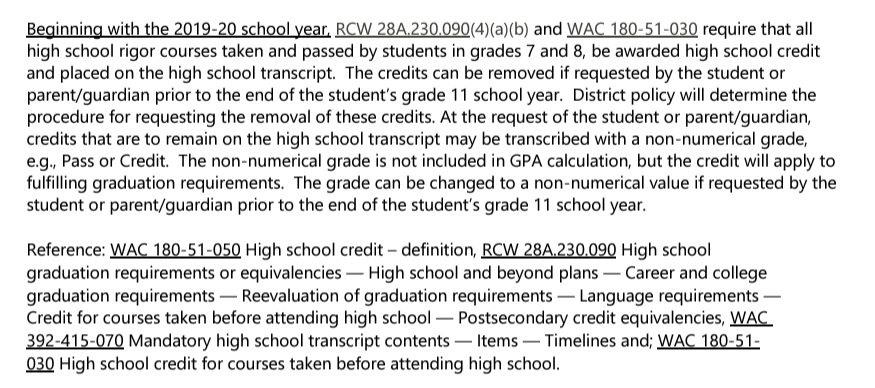 Beginning with the 2019-20 school year, RCW 28A.230.090(4)(a)(b) and WAC 180-51-030 require that all
high school rigor courses taken and passed by students in grades 7 and 8, be awarded high school credit
and placed on the high school transcript.  The credits can be removed if requested by the student or
parent/guardian prior to the end of the student's grade 11 school year.  District policy will determine the
procedure for requesting the removal of these credits. At the request of the student or parent/guardian,
credits that are to remain on the high school transcript may be transcribed with a non-numerical grade,
e.g., Pass or Credit.  The non-numerical grade is not included in GPA calculation, but the credit will apply to
fulfilling graduation requirements.  The grade can be changed to a non-numerical value if requested by the
student or parent/guardian prior to the end of the student's grade 11 school year.
Reference: WAC 180-51-050 High school credit – definition, RCW 28A.230.090 High school
graduation requirements or equivalencies — High school and beyond plans — Career and college
graduation requirements — Reevaluation of graduation requirements — Language requirements —
Credit for courses taken before attending high school — Postsecondary credit equivalencies, WAC
392-415-070 Mandatory high school transcript contents — Items — Timelines and; WAC 180-51-
030 High school credit for courses taken before attending high school.